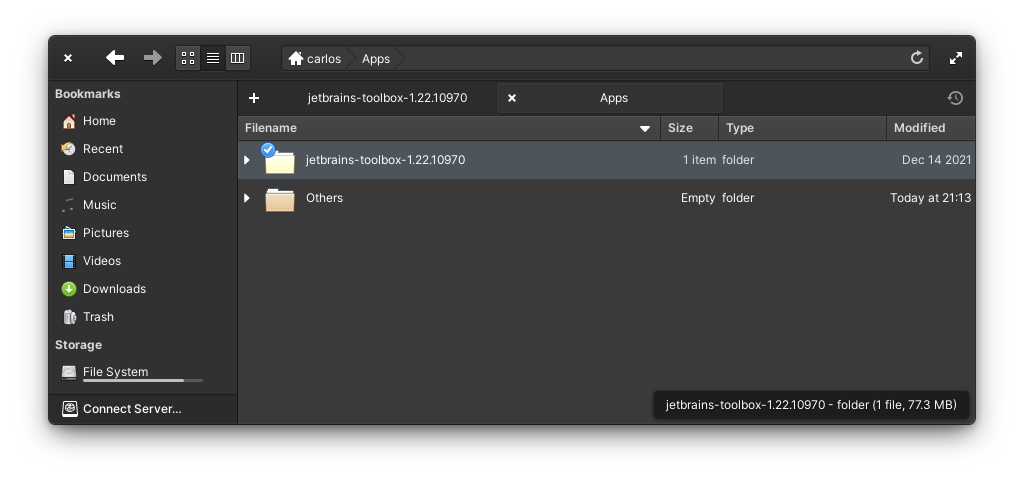 carlos Apps
Bookmarks
Home
Recent
Documents
Music
Pictures
Videos
Downloads
Trash
Storage
File System
Connect Server...
jetbrains-toolbox-1.22.10970 Apps
Filename Size Type Modified
jetbrains-toolbox-1.22.10970 1 item folder Dec 14 2021
Others Empty folder Today at 21:13
jetbrains-toolbox-1.22.10970 - folder (1 file, 77.3 MB)